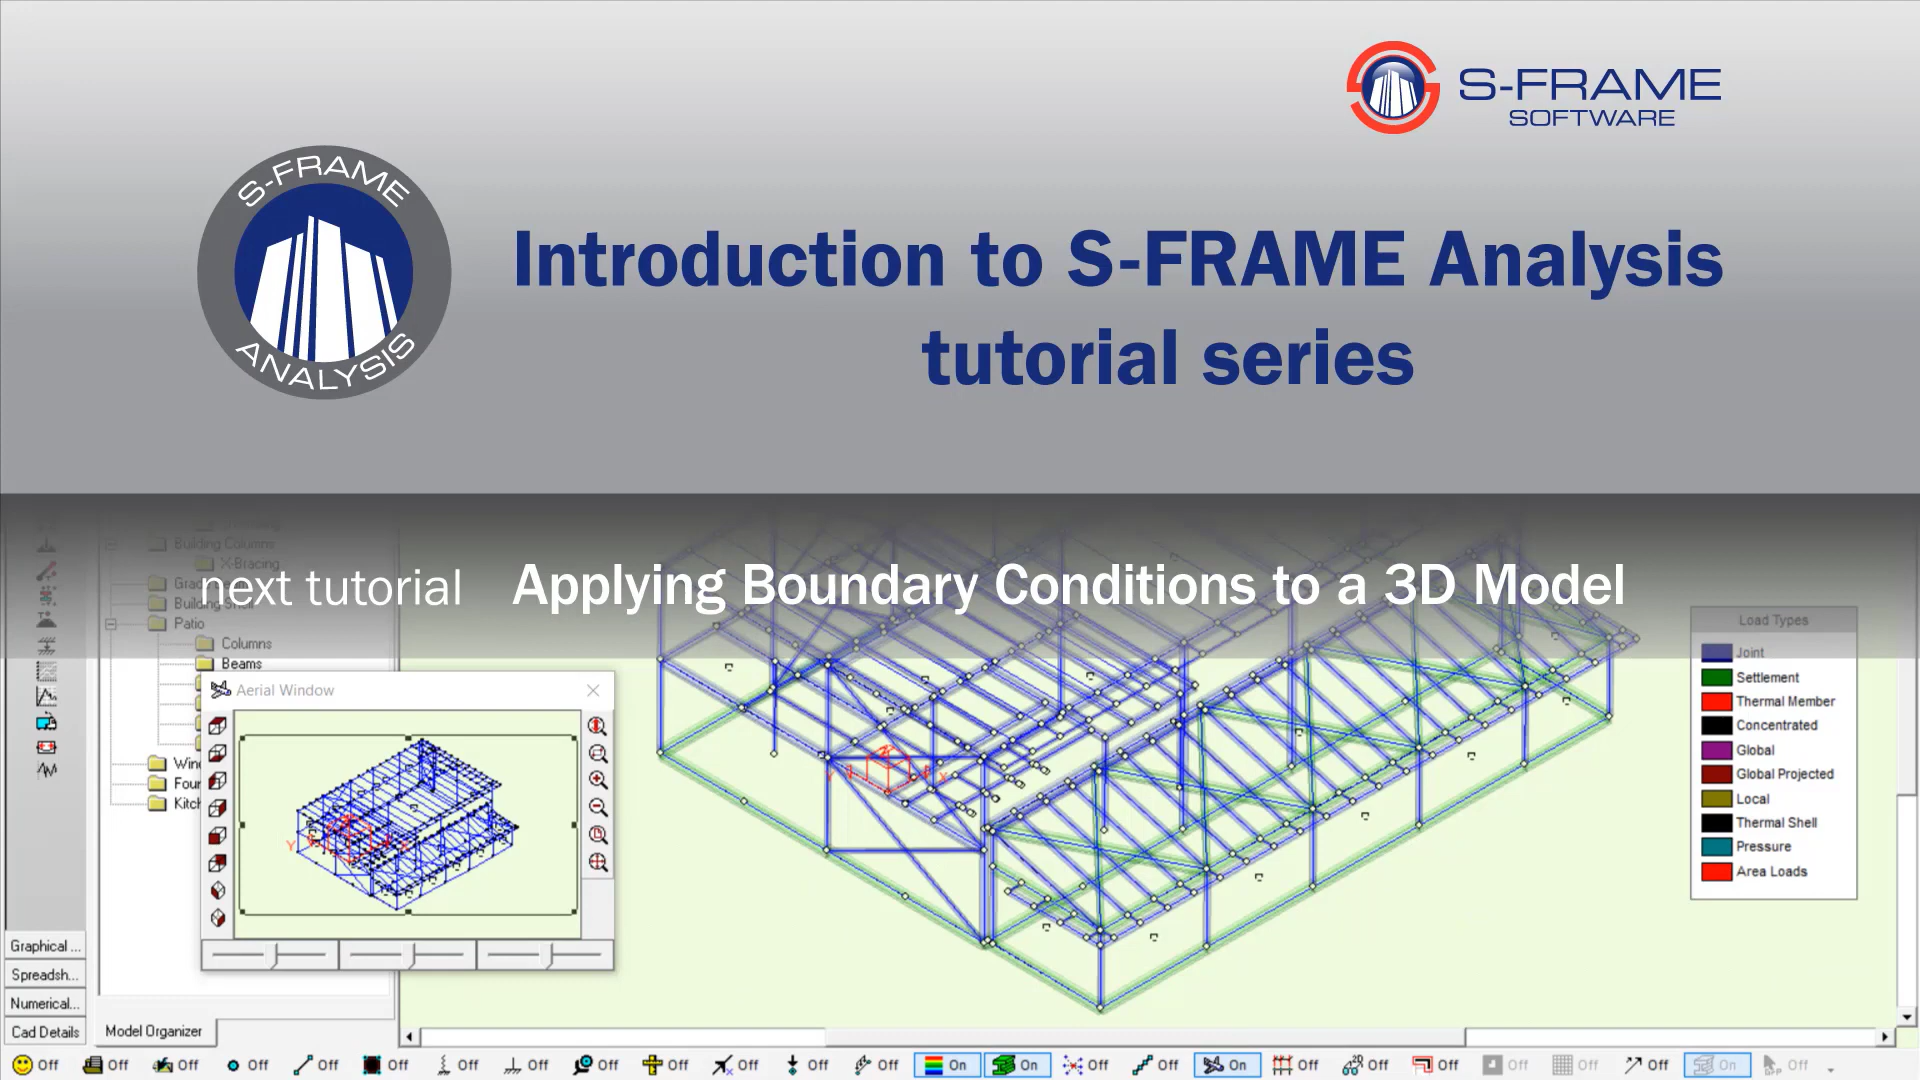 S-FRAME
SOFTWARE
S-FRAME
ANALYSIS
Introduction to S-FRAME Analysis
tutorial series
next tutorial Applying Boundary Conditions to a 3D Model
Building Columns
X-Bracing
Patio
Columns
Beams
Aerial Window
Y
Graphical ...
Spreadsh...
Numerical...
Cad Details
Model Organizer
Load Types
Joint
Settlement
Thermal Member
Concentrated
Global
Global Projected
Local
Thermal Shell
Pressure
Area Loads
Off Off Off Off Off Off Off Off Off Off Off Off Off On On Off Off On Off Off Off Off Off Off On Off